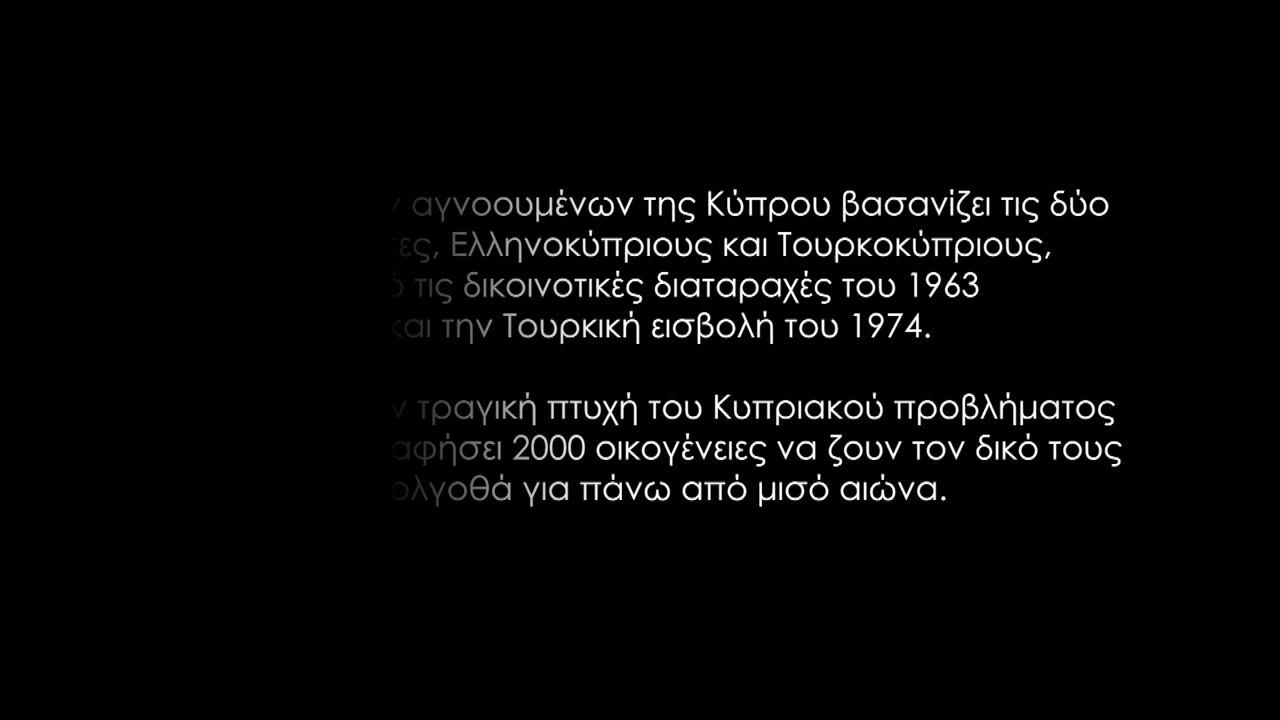 αγνοουμένων της Κύπρου βασανίζει τις δύο
Ελληνοκύπριους και Τουρκοκύπριους,
τις δικοινοτικές διαταραχές του 1963
και την Τουρκική εισβολή του 1974.
τραγική πτυχή του Κυπριακού προβλήματος
2000 οικογένειες να ζουν τον δικό τους
για πάνω από μισό αιώνα.